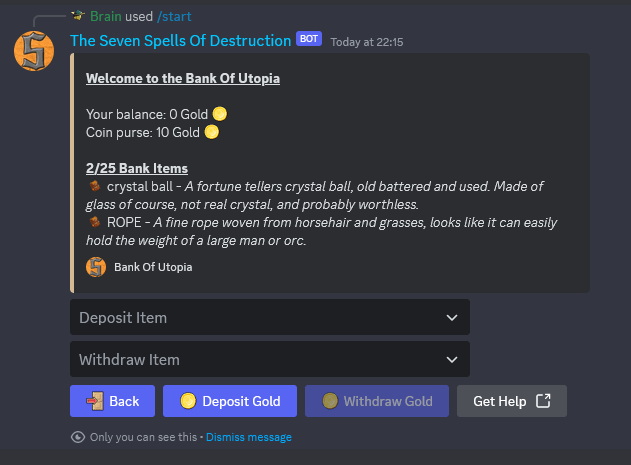 Brain used /start
The Seven Spells Of Destruction BOT Today at 22:15
Welcome to the Bank Of Utopia
Your balance: 0 Gold
Coin purse: 10 Gold
2/25 Bank Items
crystal ball - A fortune tellers crystal ball, old battered and used. Made of
glass of course, not real crystal, and probably worthless.
ROPE - A fine rope woven from horsehair and grasses, looks like it can easily
hold the weight of a large man or orc.
Bank Of Utopia
Deposit Item
Withdraw Item
Back Deposit Gold Withdraw Gold Get Help
Only you can see this • Dismiss message